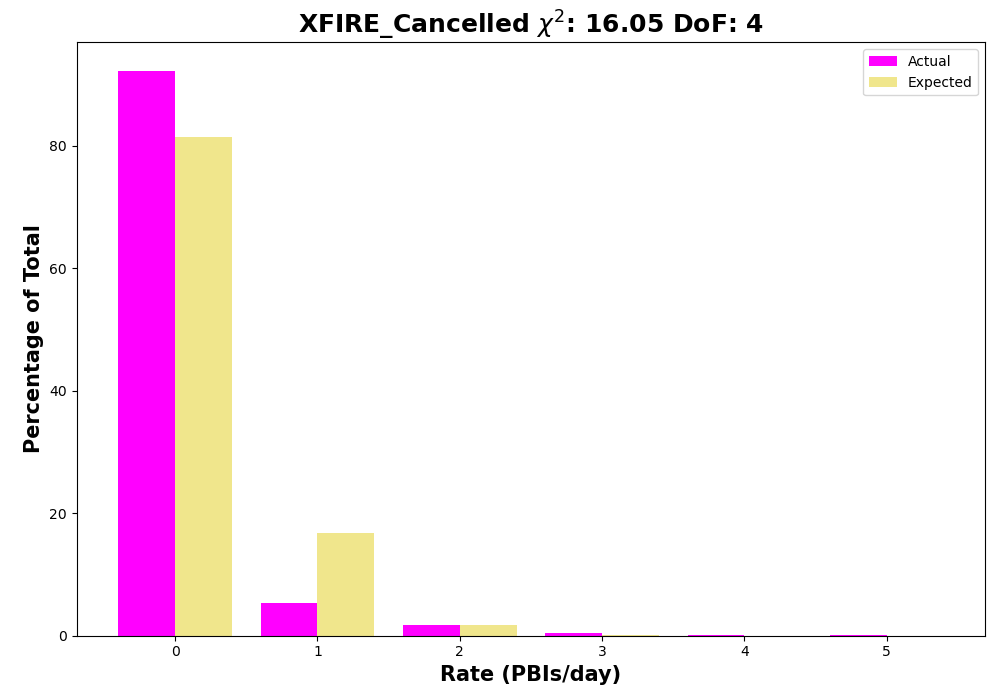 XFIRE_Cancelled χ²: 16.05 DoF: 4
Actual
Expected
Percentage of Total
80
60
40
20
0
0 1 2 3 4 5
Rate (PBIs/day)